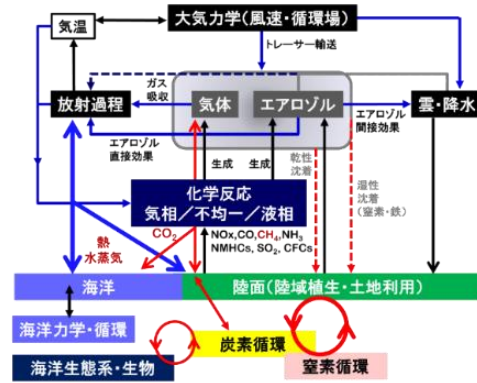 気温
大気力学(風速・循環場)
トレーサー輸送
ガス
吸収
放射過程
気体
エアロゾル
雲・降水
エアロゾル
直接効果
エアロゾル
間接効果
生成
生成
乾性
沈着
湿性
沈着
(窒素・鉄)
化学反応
気相/不均一/液相
CO₂
NOx,CO,CH₄,NH₃
NMHCs, SO₂, CFCs
熱
水蒸気
海洋
陸面(陸域植生・土地利用)
海洋力学・循環
炭素循環
海洋生態系・生物
窒素循環